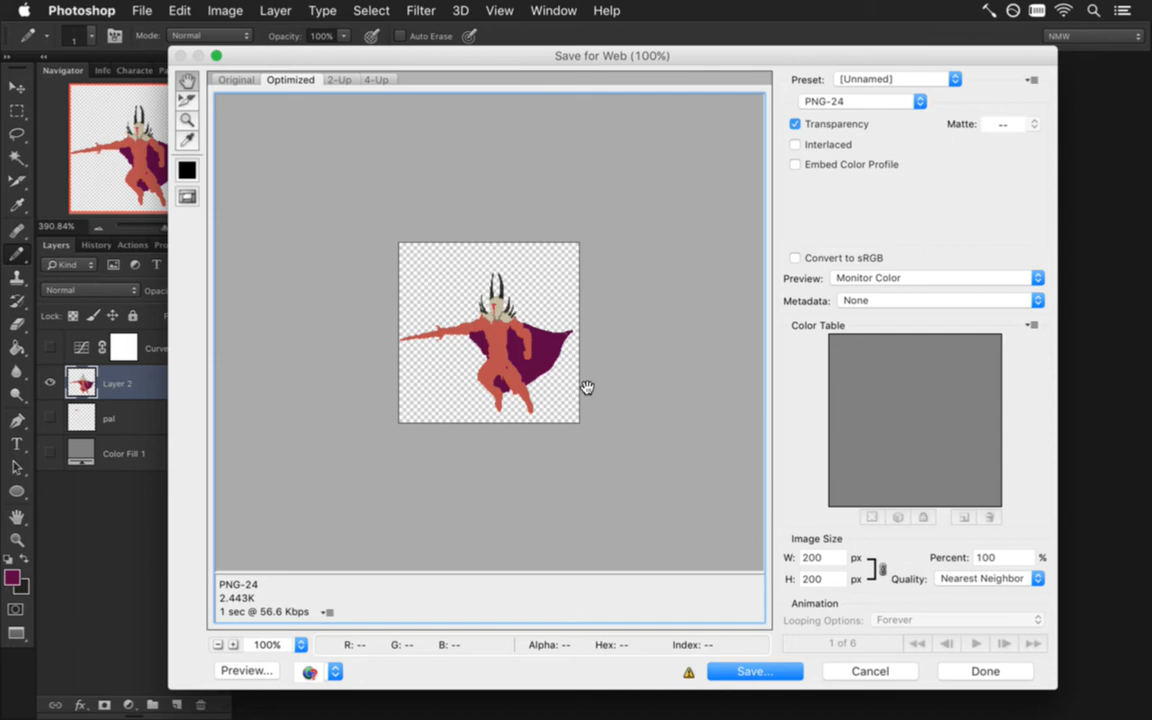 Photoshop File Edit Image Layer Type Select Filter 3D View Window Help
1 Mode: Normal Opacity: 100% Auto Erase NMW
Save for Web (100%)
Navigator Info Characte Pa
Original Optimized 2-Up 4-Up
Preset: [Unnamed]
PNG-24
Transparency Matte: --
Interlaced
Embed Color Profile
390.84%
Layers History Actions Pro
Kind T
Normal Opaci
Lock:
Curve
Layer 2
pal
Color Fill 1
Convert to sRGB
Preview: Monitor Color
Metadata: None
Color Table
Image Size
W: 200 px Percent: 100 %
H: 200 px Quality: Nearest Neighbor
Animation
Looping Options: Forever
1 of 6
PNG-24
2.443K
1 sec @ 56.6 Kbps
100% R: -- G: -- B: -- Alpha: -- Hex: -- Index: --
Preview... Save... Cancel Done
fx